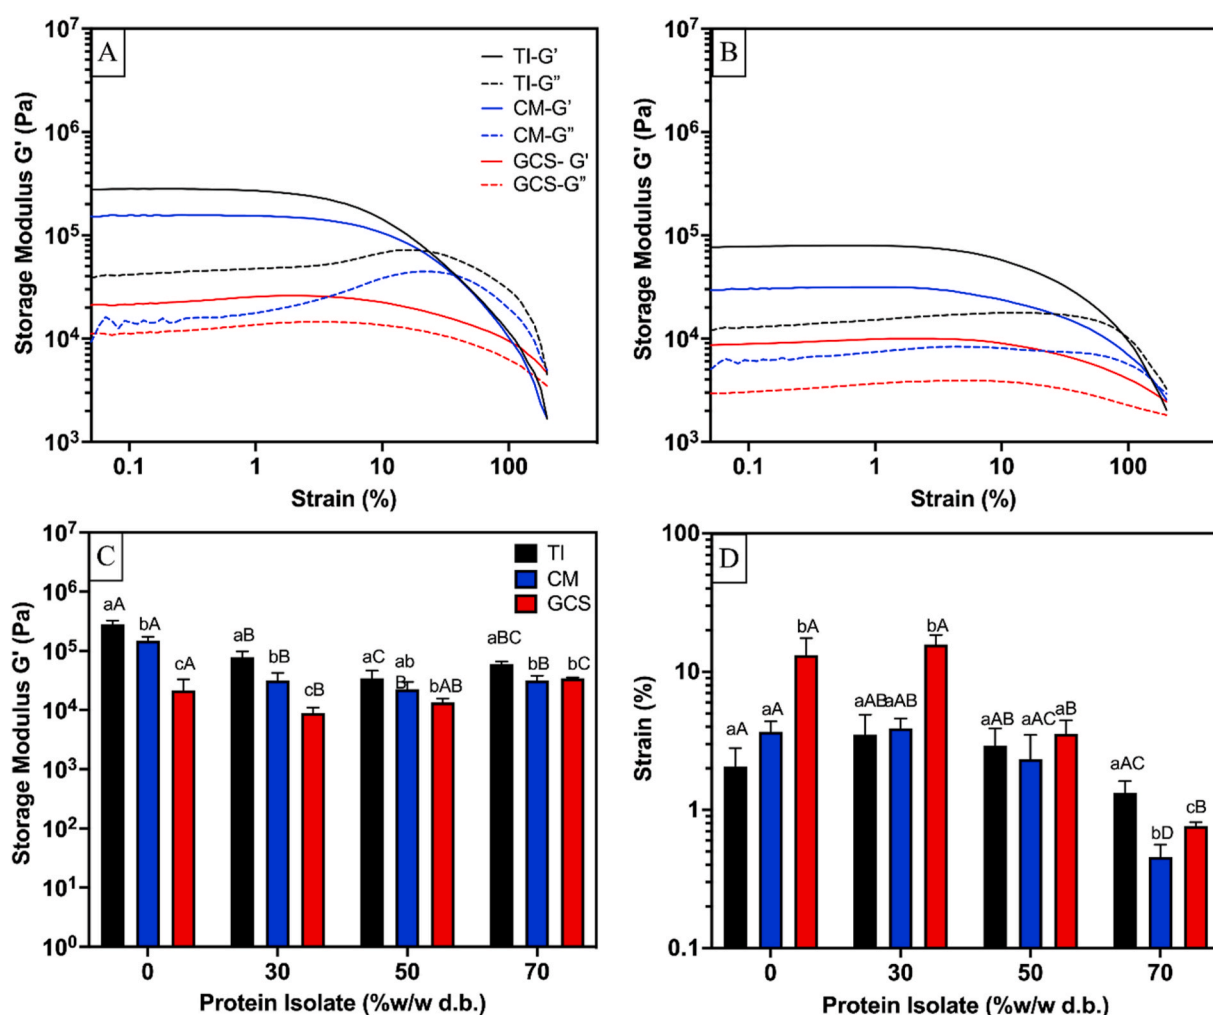 A
10⁷
10⁶
10⁵
10⁴
10³
Storage Modulus G' (Pa)
0.1 1 10 100
Strain (%)
TI-G’
TI-G”
CM-G’
CM-G”
GCS- G’
GCS-G”
B
10⁷
10⁶
10⁵
10⁴
10³
Storage Modulus G' (Pa)
0.1 1 10 100
Strain (%)
C
10⁷
10⁶
10⁵
10⁴
10³
10²
10¹
10⁰
Storage Modulus G' (Pa)
TI
CM
GCS
aA bA cA
aB bB cB
aC ab
B
bAB
aBC bB bC
0 30 50 70
Protein Isolate (%w/w d.b.)
D
100
10
1
0.1
Strain (%)
aA aA bA
aAB aAB bA
aAB aAC aB
aAC bD cB
0 30 50 70
Protein Isolate (%w/w d.b.)